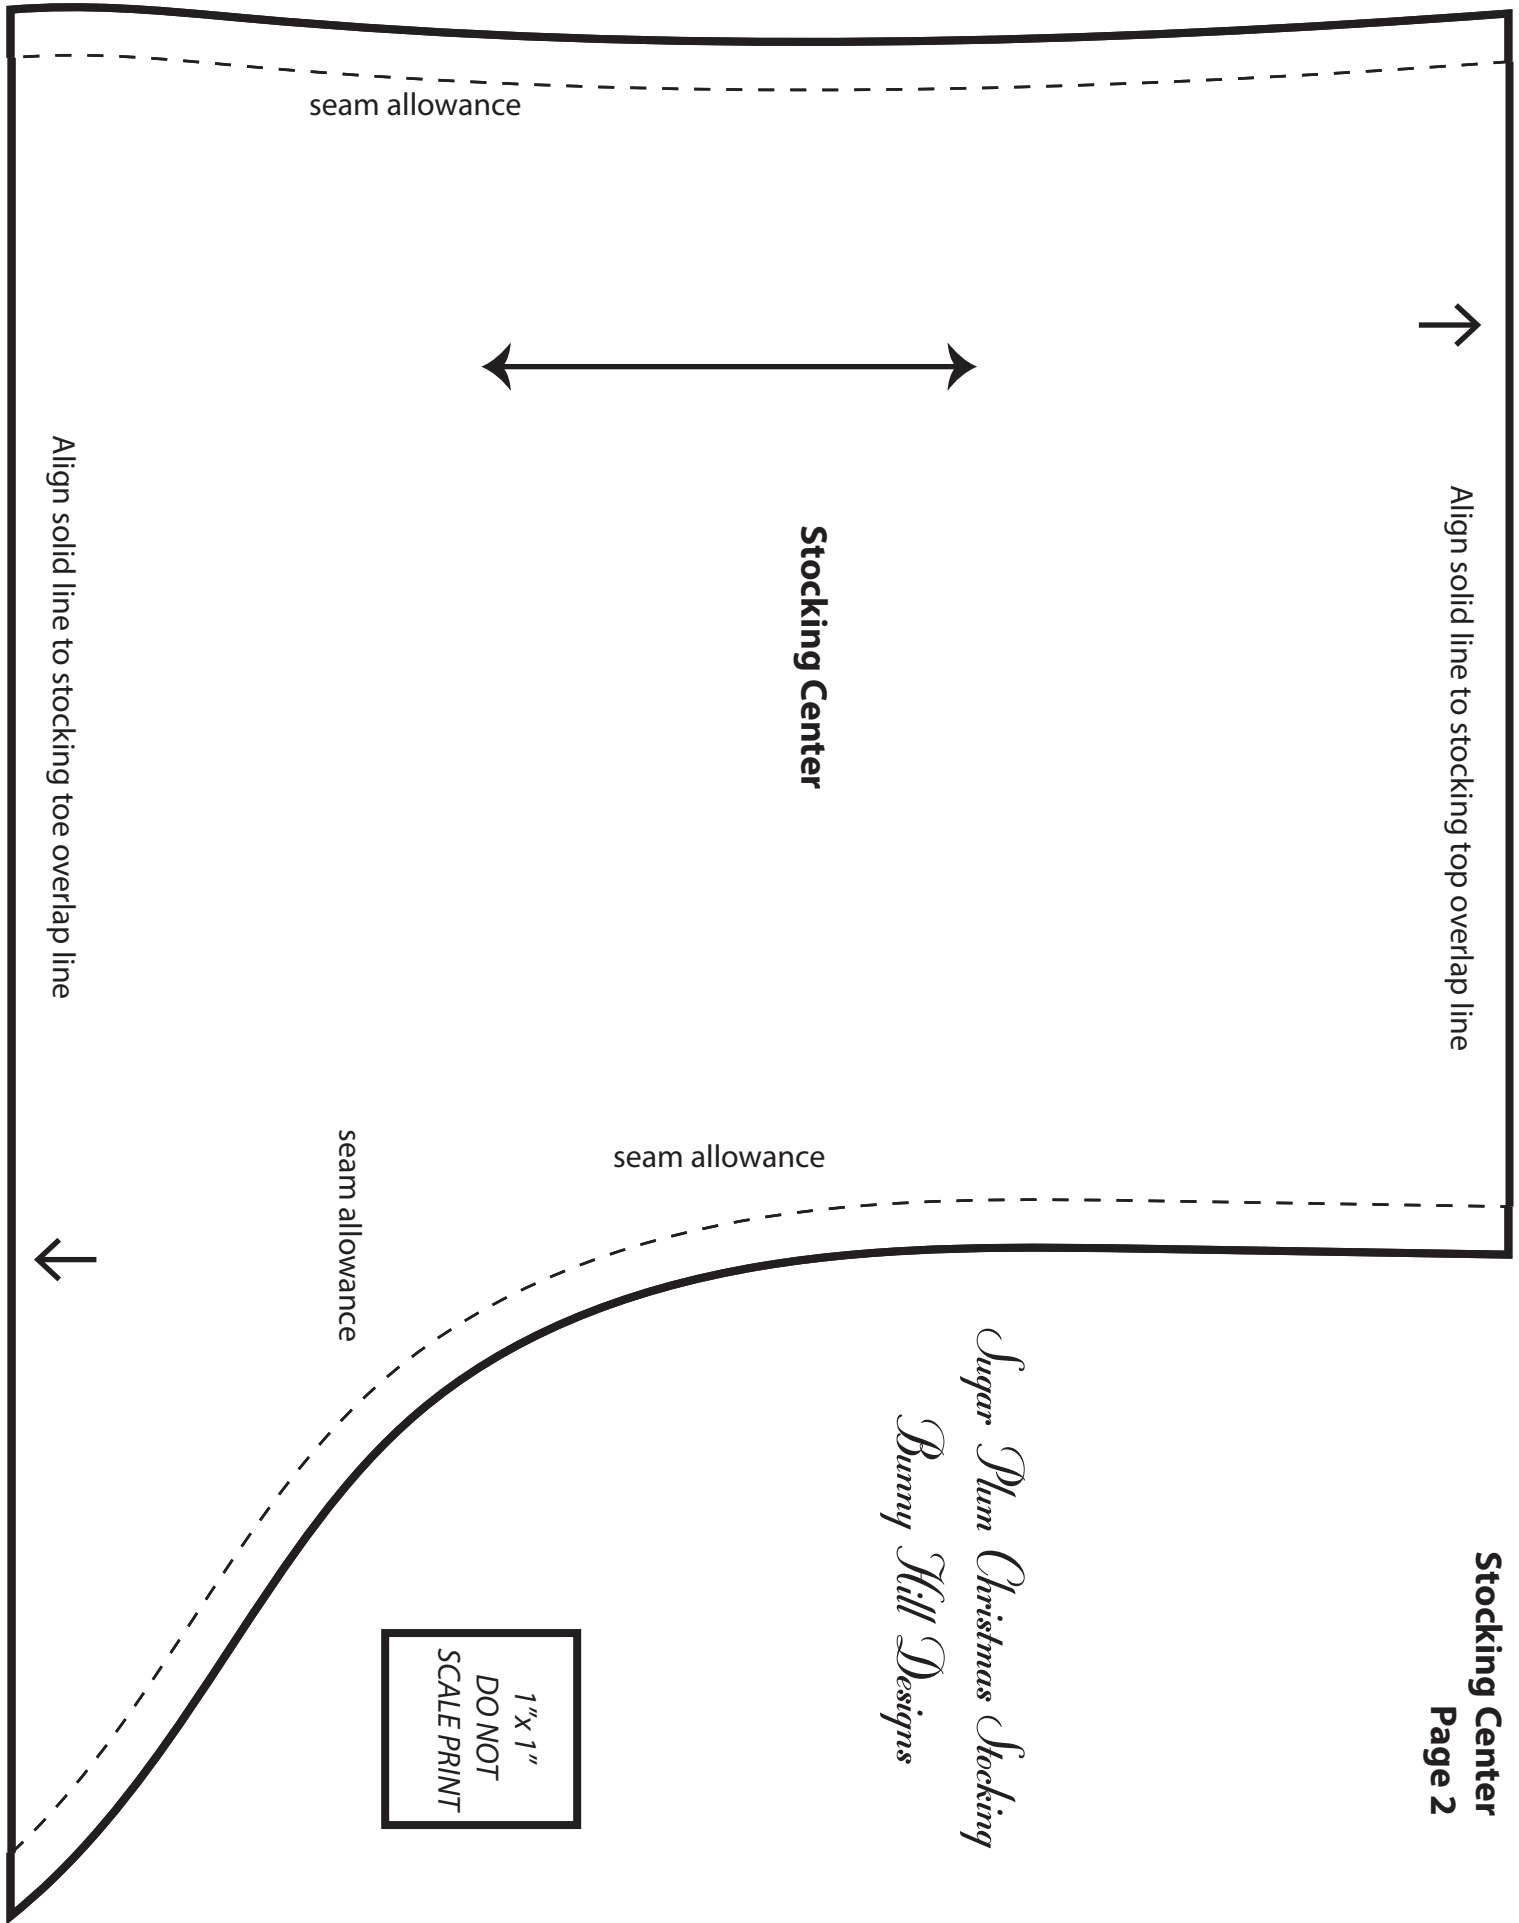 seam allowance
Align solid line to stocking top overlap line
Stocking Center
Align solid line to stocking toe overlap line
seam allowance
seam allowance
Stocking Center
Page 2
Sugar Plum Christmas Stocking
Bunny Hill Designs
1"x 1"
DO NOT
SCALE PRINT